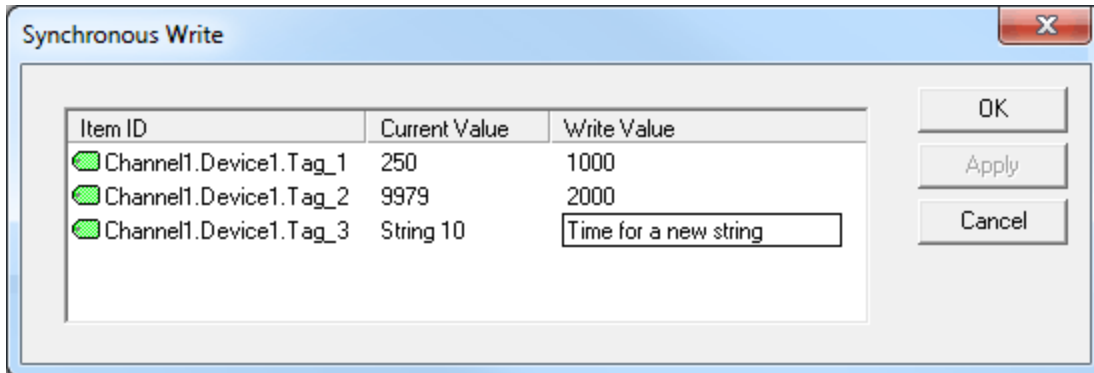 Synchronous Write
Item ID Current Value Write Value
Channel1.Device1.Tag_1 250 1000
Channel1.Device1.Tag_2 9979 2000
Channel1.Device1.Tag_3 String 10 Time for a new string
OK
Apply
Cancel